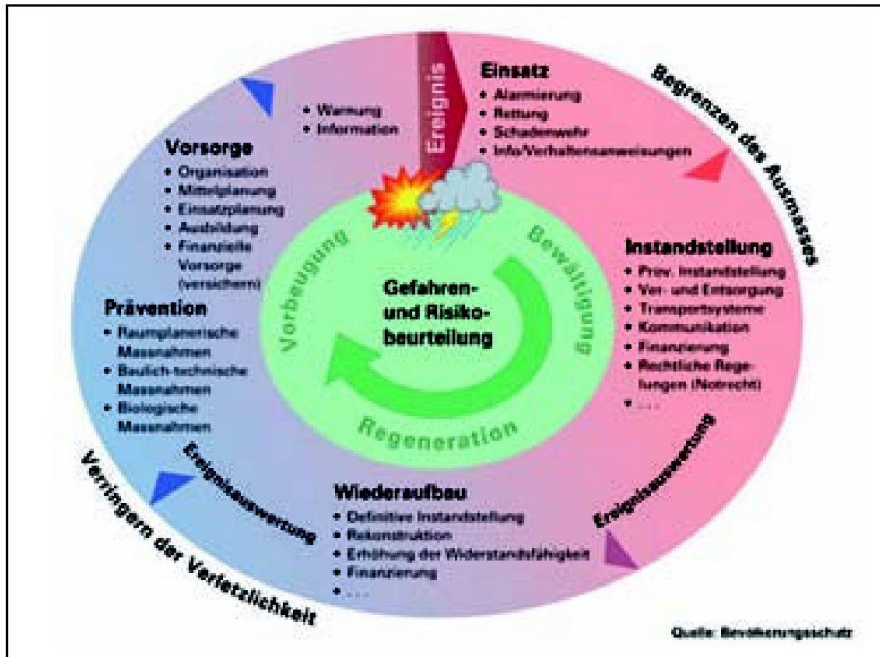 Ereignis
Einsatz
• Alarmierung
• Rettung
• Schadenwehr
• Info/Verhaltensanweisungen
Begrenzen des Ausmasses
Instandstellung
• Prov. Instandstellung
• Ver- und Entsorgung
• Transportsysteme
• Kommunikation
• Finanzierung
• Rechtliche Rege-
lungen (Notrecht)
• . . .
Ereignisauswertung
Wiederaufbau
• Definitive Instandstellung
• Rekonstruktion
• Erhöhung der Widerstandsfähigkeit
• Finanzierung
• . . .
Ereignisauswertung
Verringern der Verletzlichkeit
Prävention
• Raumplanerische
Massnahmen
• Baulich-technische
Massnahmen
• Biologische
Massnahmen
Vorsorge
• Organisation
• Mittelplanung
• Einsatzplanung
• Ausbildung
• Finanzielle
Vorsorge
(versichern)
• Warnung
• Information
Vorbeugung
Bewältigung
Regeneration
Gefahren-
und Risiko-
beurteilung
Quelle: Bevölkerungsschutz